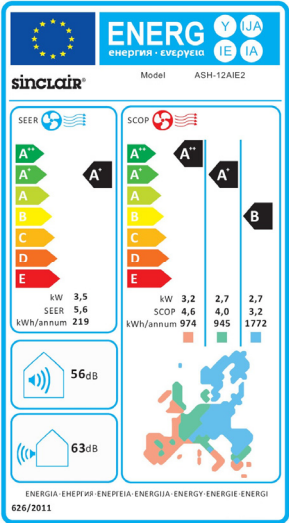 ENERG Y IJA
енергия · ενεργεια IE IA
sınclaır®
Model ASH-12AIE2
SEER
SCOP
A++ A++
A+ A+ A+
A
B B
C
D
E
A++
A+
A
B
C
D
E
kW 3,5
SEER 5,6
kWh/annum 219
kW 3,2 2,7 2,7
SCOP 4,6 4,0 3,2
kWh/annum 974 945 1772
56dB
63dB
ENERGIA·ЕНЕРГИЯ·ΕΝΕΡΓΕΙΑ·ENERGIJA·ENERGY·ENERGIE·ENERGI
626/2011